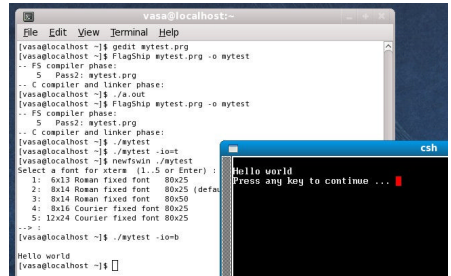 vasa@localhost:~
File Edit View Terminal Help
[vasa@localhost ~]$ gedit mytest.prg
[vasa@localhost ~]$ FlagShip mytest.prg -o mytest
-- FS compiler phase:
5 Pass2: mytest.prg
-- C compiler and linker phase:
[vasa@localhost ~]$ ./a.out
[vasa@localhost ~]$ FlagShip mytest.prg -o mytest
-- FS compiler phase:
5 Pass2: mytest.prg
-- C compiler and linker phase:
[vasa@localhost ~]$ ./mytest
[vasa@localhost ~]$ ./mytest -io=t
[vasa@localhost ~]$ newfswin ./mytest
Select a font for xterm (1..5 or Enter) :
1: 6x13 Roman fixed font 80x25
2: 8x14 Roman fixed font 80x25 (defau
3: 8x14 Roman fixed font 80x50
4: 8x16 Courier fixed font 80x25
5: 12x24 Courier fixed font 80x25
--> :
[vasa@localhost ~]$ ./mytest -io=b
Hello world
[vasa@localhost ~]$
csh
Hello world
Press any key to continue ...